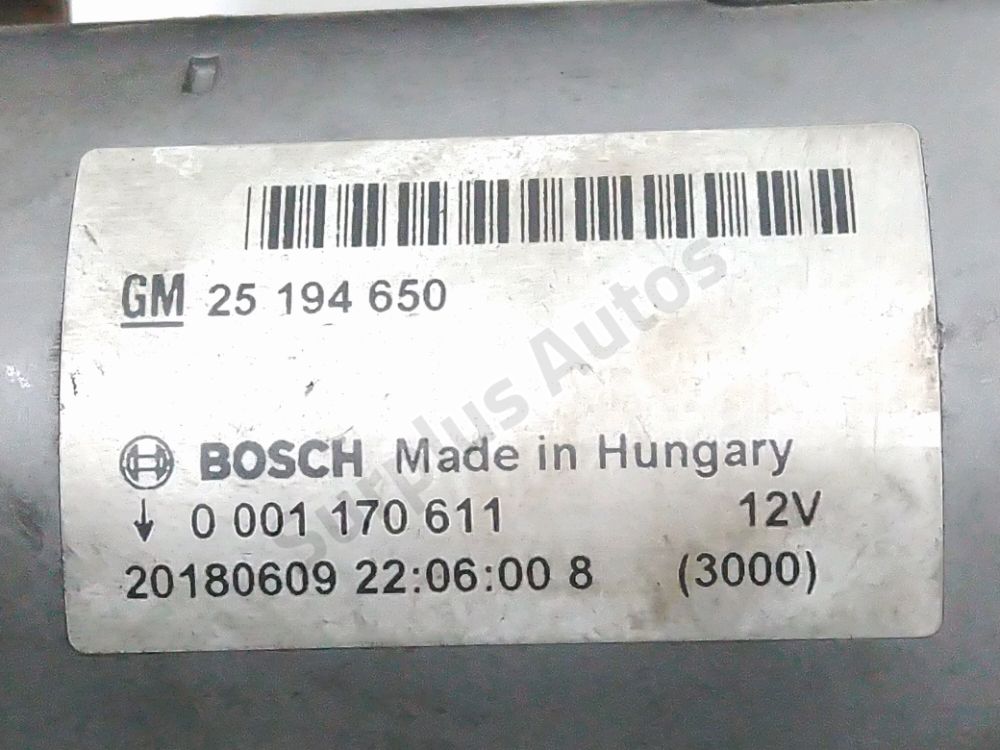 GM 25 194 650
BOSCH Made in Hungary
↓ 0 001 170 611 12V
20180609 22:06:00 8 (3000)
Surplus Autos